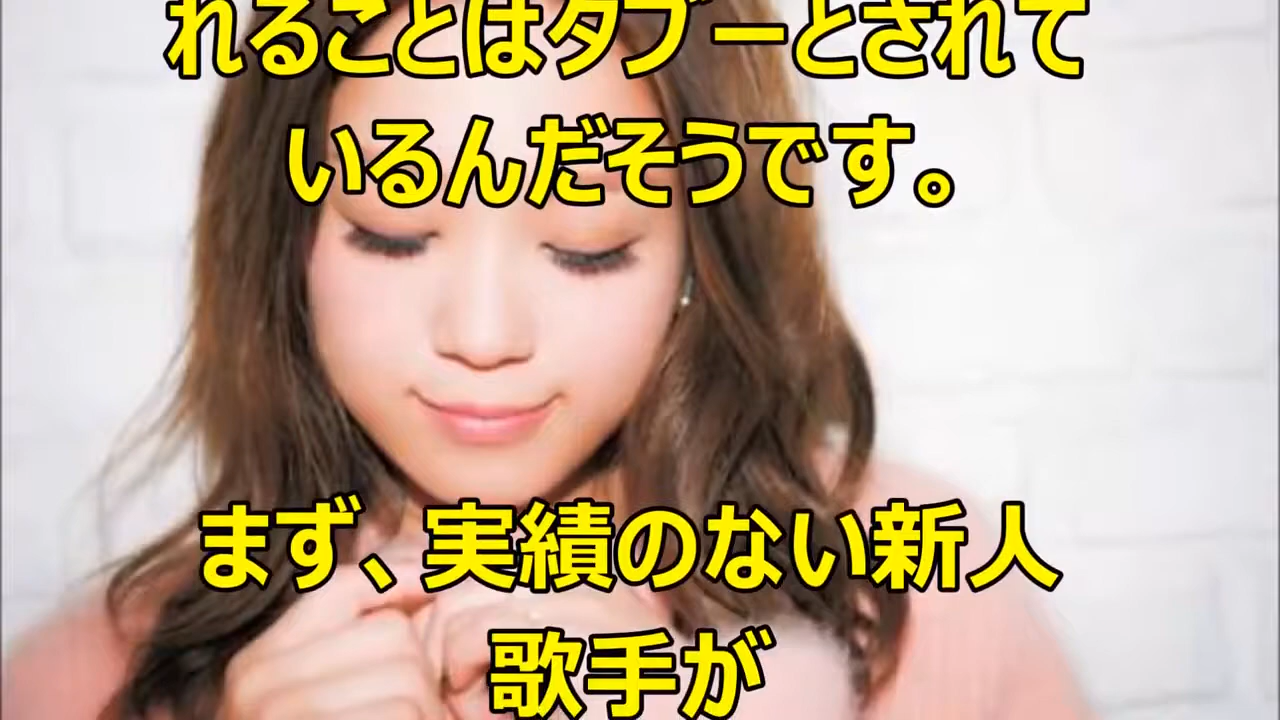 れることはタブーとされて
いるんだそうです。
まず、実績のない新人
歌手が